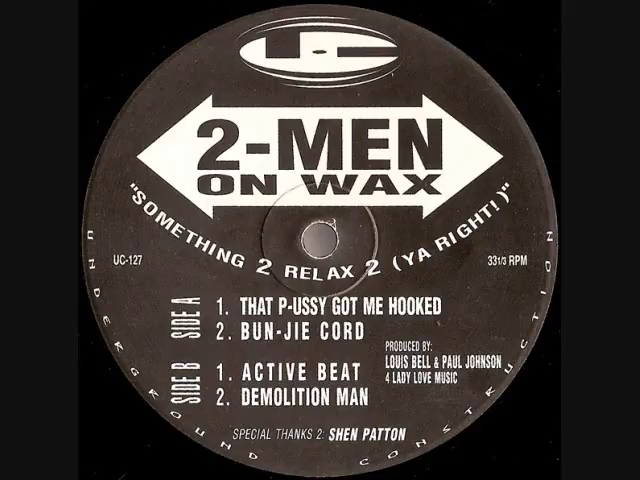 2-MEN
ON WAX
"SOMETHING 2 RELAX 2 (YA RIGHT!)"
UC-127
33 1/3 RPM
SIDE A
1. THAT P-USSY GOT ME HOOKED
2. BUN-JIE CORD
SIDE B
1. ACTIVE BEAT
2. DEMOLITION MAN
PRODUCED BY:
LOUIS BELL & PAUL JOHNSON
4 LADY LOVE MUSIC
SPECIAL THANKS 2: SHEN PATTON
UNDERGROUND CONSTRUCTION